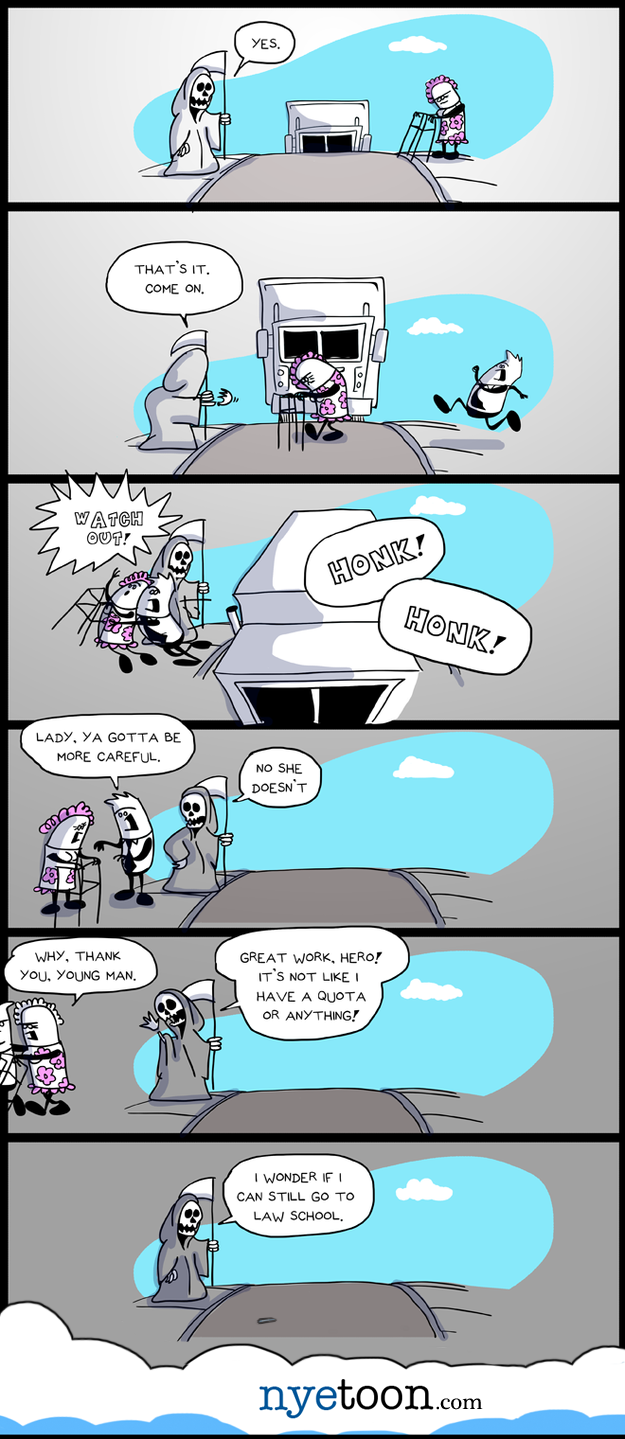 YES.
THAT'S IT.
COME ON.
WATCH
OUT!
HONK!
HONK!
LADY, YA GOTTA BE
MORE CAREFUL.
NO SHE
DOESN'T
WHY, THANK
YOU, YOUNG MAN.
GREAT WORK, HERO!
IT'S NOT LIKE I
HAVE A QUOTA
OR ANYTHING!
I WONDER IF I
CAN STILL GO TO
LAW SCHOOL.
nyetoon.com